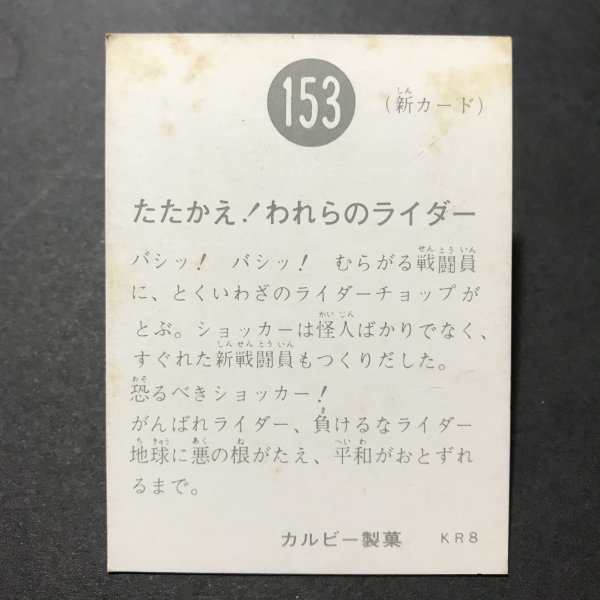 153
（新カード）
たたかえ！われらのライダー
バシッ！　バシッ！　むらがる戦闘員
に、とくいわざのライダーチョップが
とぶ。ショッカーは怪人ばかりでなく、
すぐれた新戦闘員もつくりだした。
恐るべきショッカー！
がんばれライダー、負けるなライダー
地球に悪の根がたえ、平和がおとずれ
るまで。
カルビー製菓　KR8